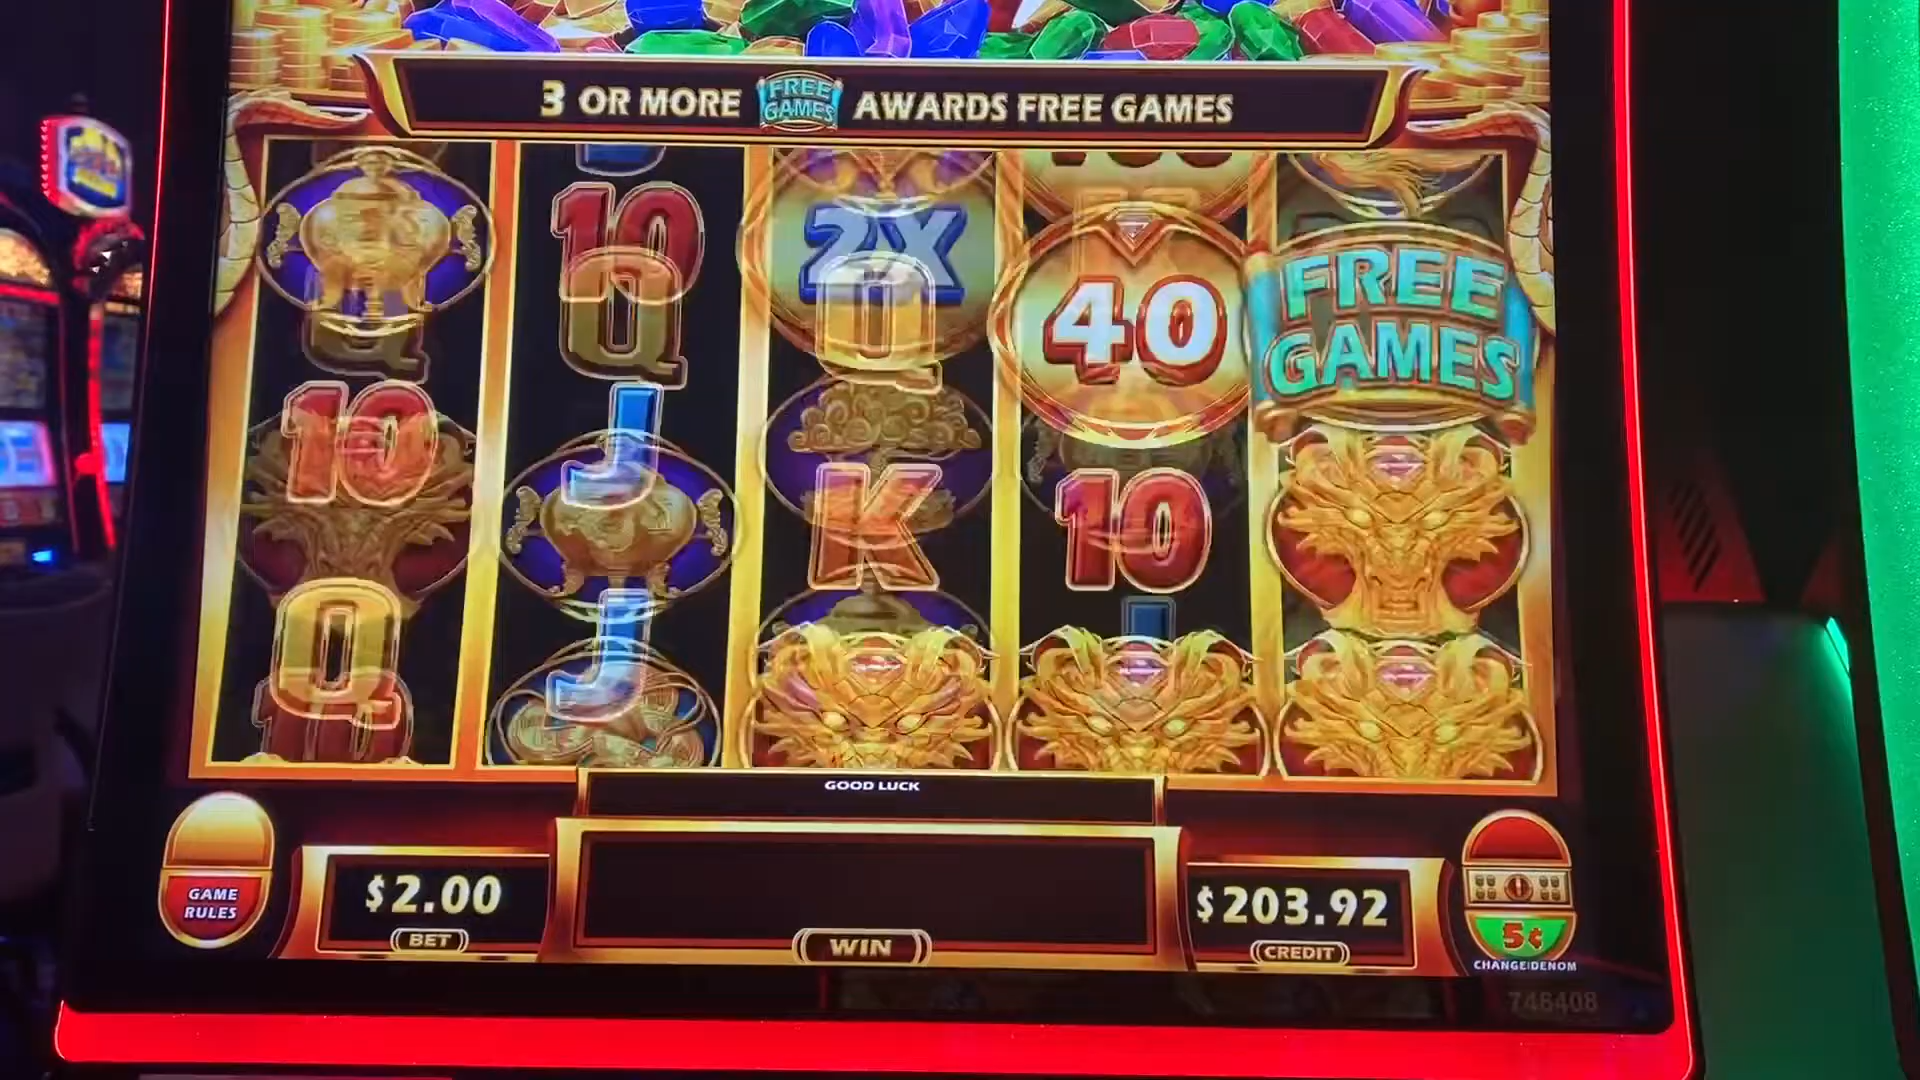 3 OR MORE FREE GAMES AWARDS FREE GAMES
10
2X
Q
Q
Q
40
FREE
GAMES
10
J
K
10
Q
J
GOOD LUCK
GAME
RULES
$2.00
BET
WIN
$203.92
CREDIT
5¢
CHANGE DENOM
746408